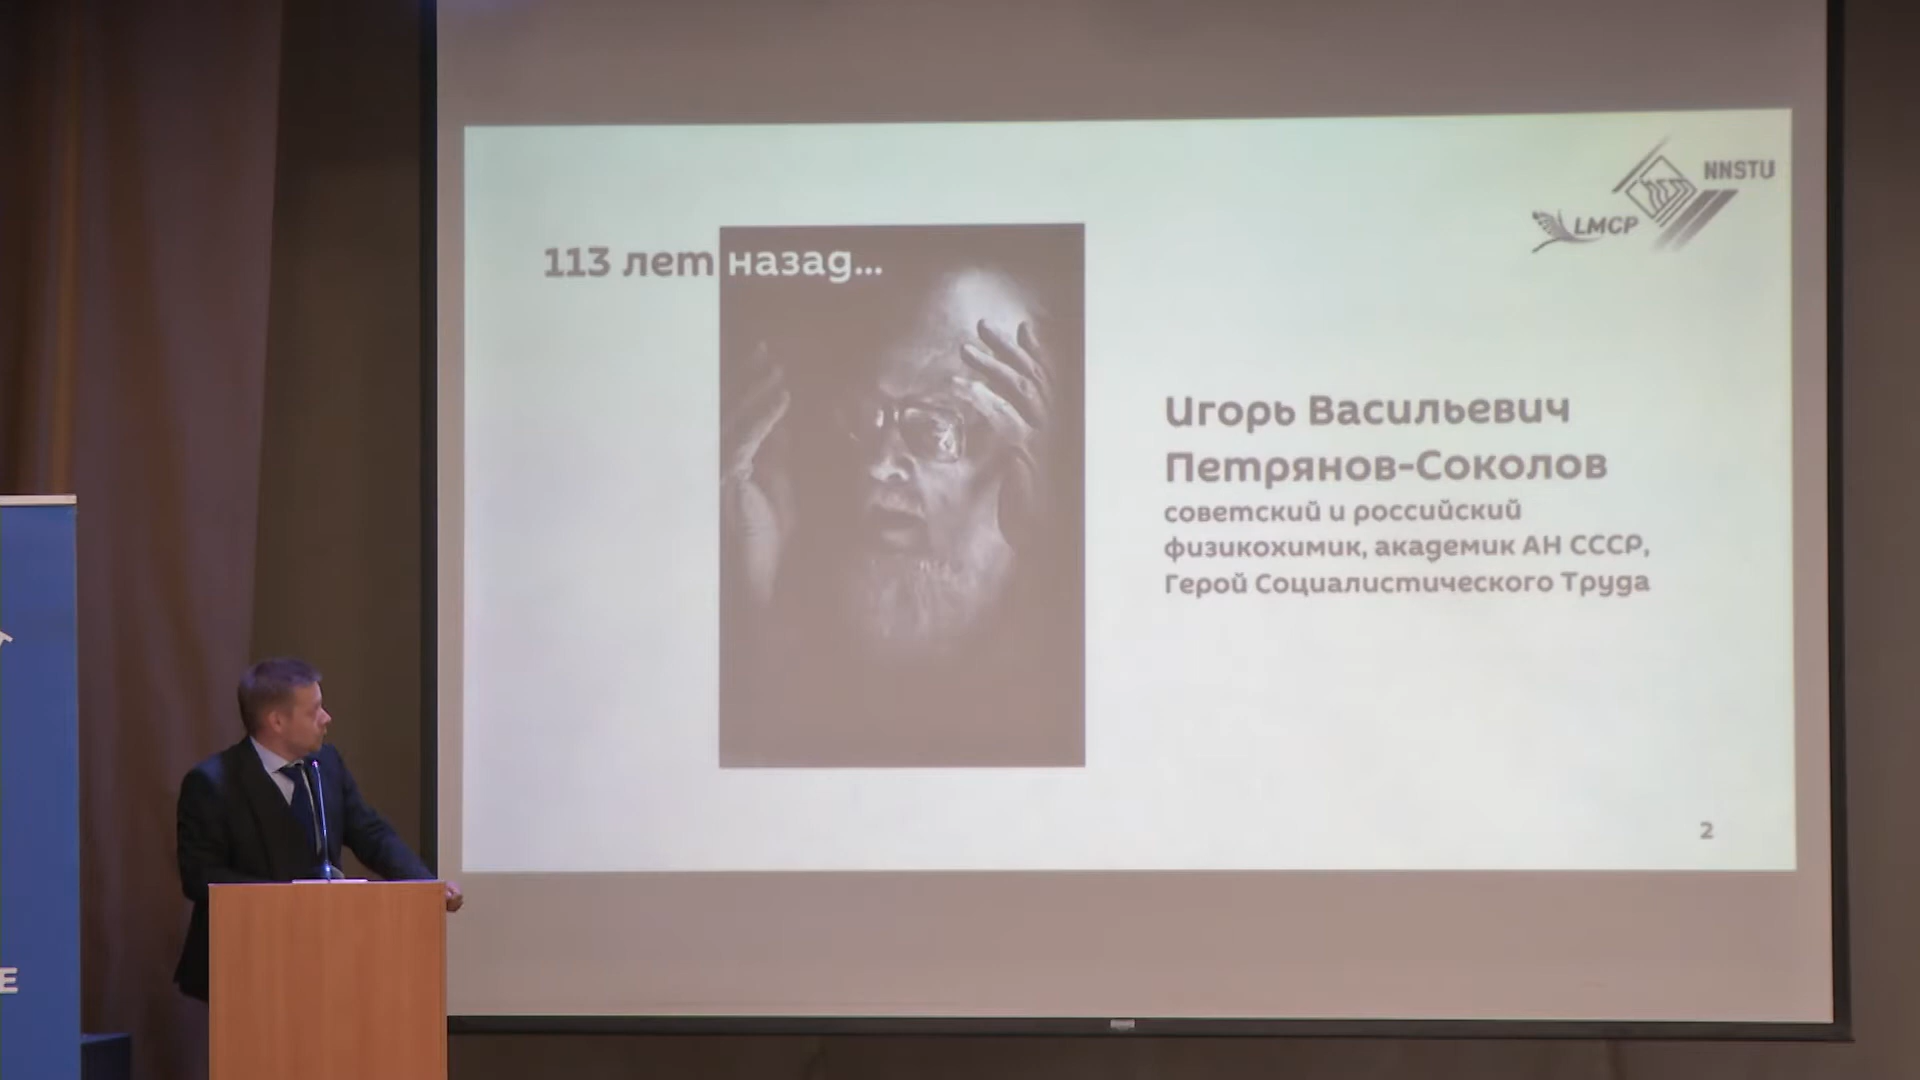 113 лет назад...
NNSTU
LMCP
Игорь Васильевич
Петрянов-Соколов
советский и российский
физикохимик, академик АН СССР,
Герой Социалистического Труда
2
Е